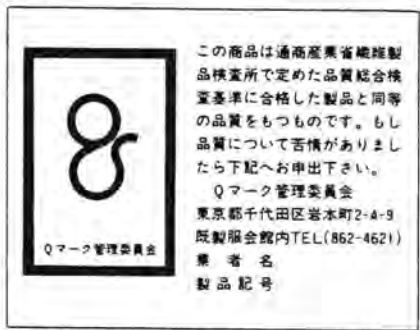 この商品は通商産業省繊維製
品検査所で定めた品質総合検
査基準に合格した製品と同等
の品質をもつものです。もし
品質について苦情がありまし
たら下記へお申出下さい。
Qマーク管理委員会
東京都千代田区岩本町2-4-9
既製服会館内TEL(862-4621)
業者名
製品記号
Qマーク管理委員会